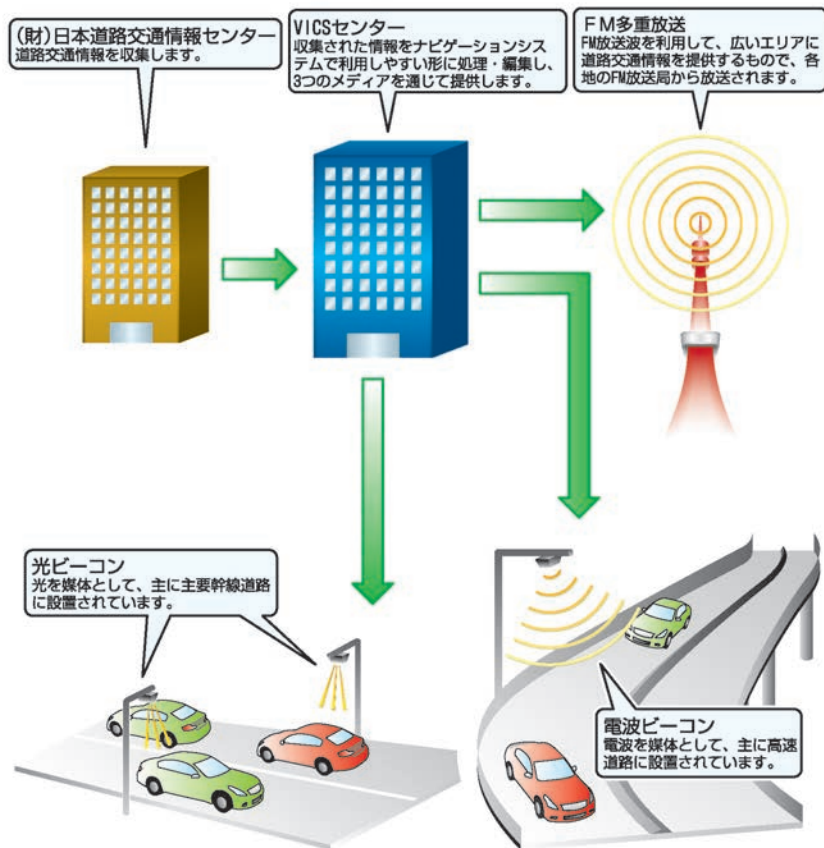 (財)日本道路交通情報センター
道路交通情報を収集します。
VICSセンター
収集された情報をナビゲーションシス
テムで利用しやすい形に処理・編集し、
3つのメディアを通じて提供します。
FM多重放送
FM放送波を利用して、広いエリアに
道路交通情報を提供するもので、各
地のFM放送局から放送されます。
光ビーコン
光を媒体として、主に主要幹線道路
に設置されています。
電波ビーコン
電波を媒体として、主に高速
道路に設置されています。